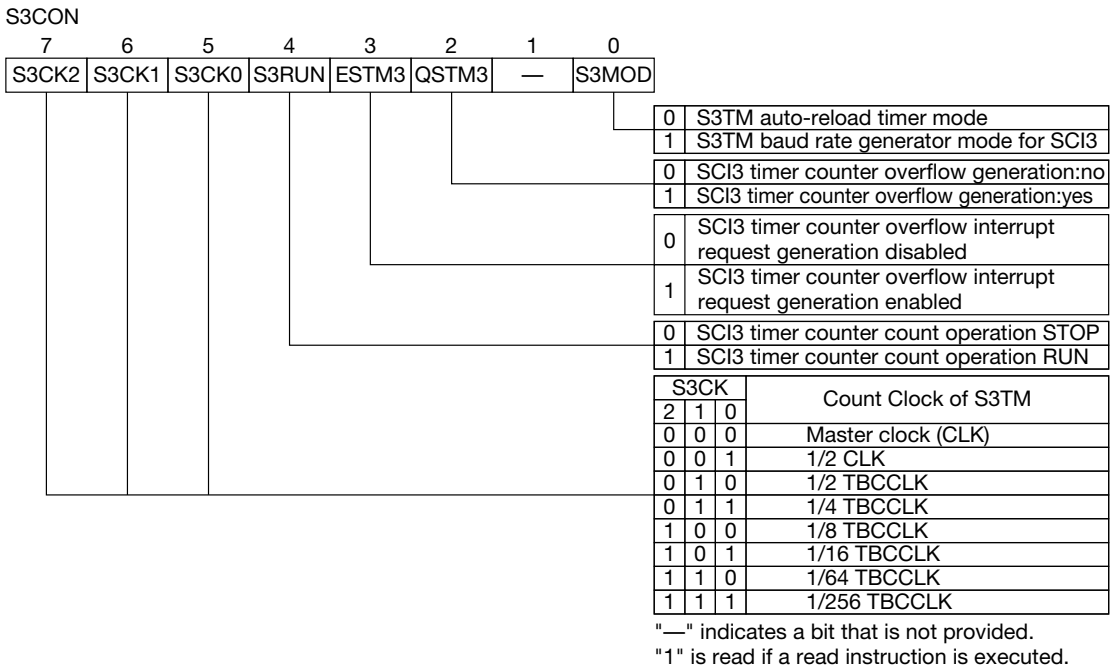 S3CON
7 6 5 4 3 2 1 0
S3CK2 S3CK1 S3CK0 S3RUN ESTM3 QSTM3 — S3MOD
0 S3TM auto-reload timer mode
1 S3TM baud rate generator mode for SCI3
0 SCI3 timer counter overflow generation:no
1 SCI3 timer counter overflow generation:yes
0 SCI3 timer counter overflow interrupt
request generation disabled
1 SCI3 timer counter overflow interrupt
request generation enabled
0 SCI3 timer counter count operation STOP
1 SCI3 timer counter count operation RUN
S3CK Count Clock of S3TM
2 1 0
0 0 0 Master clock (CLK)
0 0 1 1/2 CLK
0 1 0 1/2 TBCCLK
0 1 1 1/4 TBCCLK
1 0 0 1/8 TBCCLK
1 0 1 1/16 TBCCLK
1 1 0 1/64 TBCCLK
1 1 1 1/256 TBCCLK
"—" indicates a bit that is not provided.
"1" is read if a read instruction is executed.